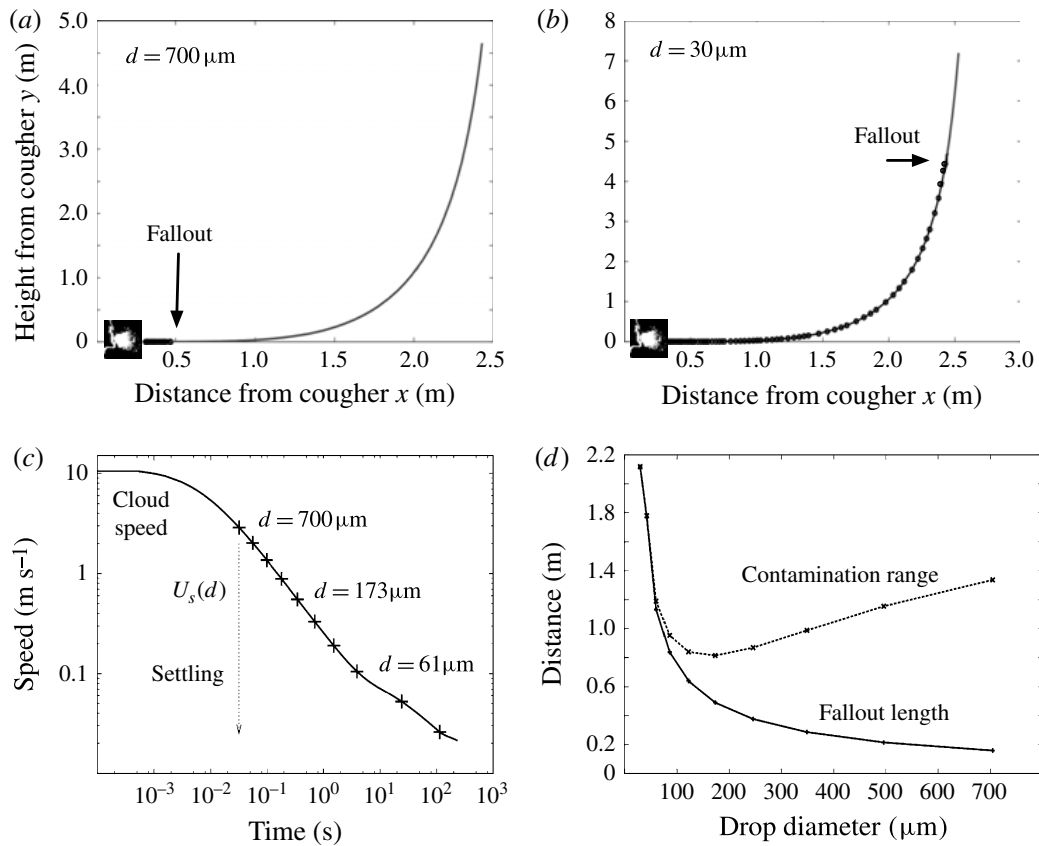 (a)
5.0
4.0
3.0
2.0
1.0
0
d = 700 μm
Fallout
0.5 1.0 1.5 2.0 2.5
Height from cougher y (m)
Distance from cougher x (m)
(b)
8
7
6
5
4
3
2
1
0
d = 30 μm
Fallout
0.5 1.0 1.5 2.0 2.5 3.0
Distance from cougher x (m)
(c)
10
1
0.1
Cloud
speed
d = 700 μm
Uₛ(d)
d = 173μm
Settling
d = 61μm
10⁻³ 10⁻² 10⁻¹ 10⁰ 10¹ 10² 10³
Speed (m s⁻¹)
Time (s)
(d)
2.2
1.8
1.4
1.0
0.6
0.2
0
Contamination range
Fallout length
100 200 300 400 500 600 700
Distance (m)
Drop diameter (μm)